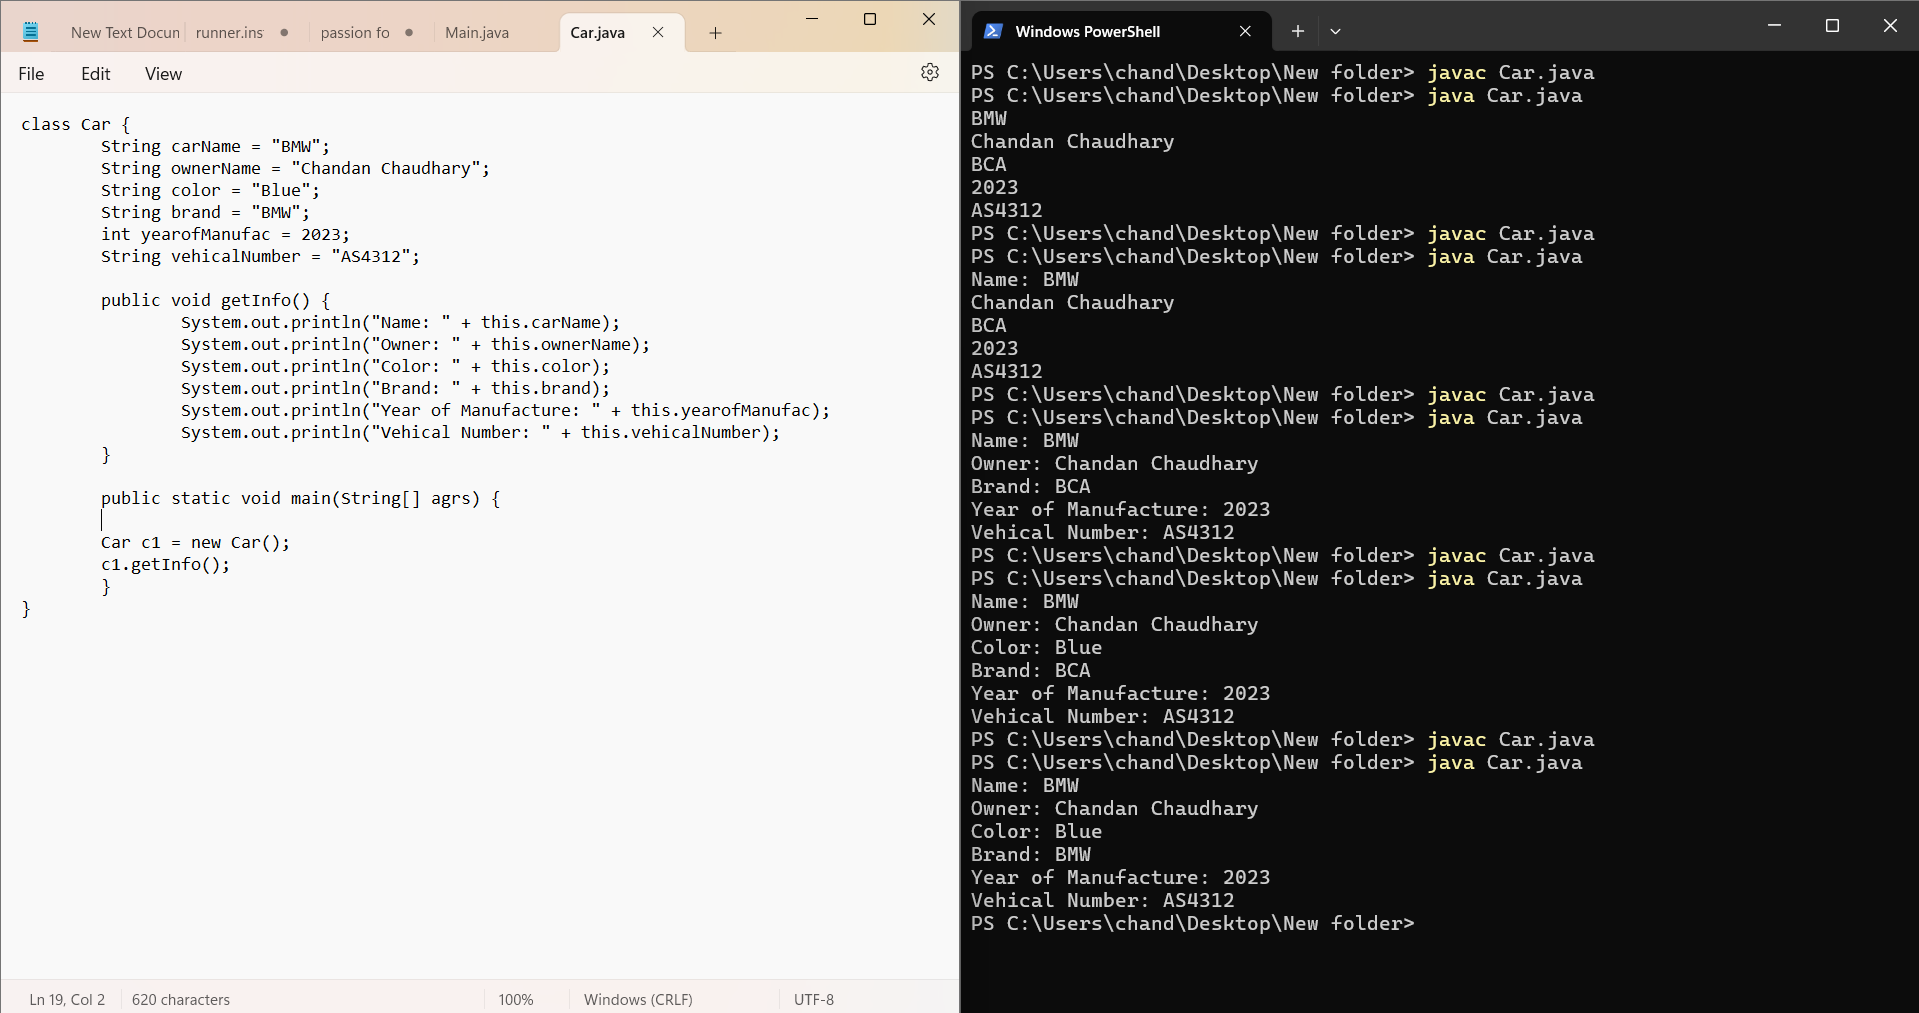 New Text Docun runner.ins passion fo Main.java Car.java
File Edit View
class Car {
String carName = "BMW";
String ownerName = "Chandan Chaudhary";
String color = "Blue";
String brand = "BMW";
int yearofManufac = 2023;
String vehicalNumber = "AS4312";
public void getInfo() {
System.out.println("Name: " + this.carName);
System.out.println("Owner: " + this.ownerName);
System.out.println("Color: " + this.color);
System.out.println("Brand: " + this.brand);
System.out.println("Year of Manufacture: " + this.yearofManufac);
System.out.println("Vehical Number: " + this.vehicalNumber);
}
public static void main(String[] agrs) {
Car c1 = new Car();
c1.getInfo();
}
}
Ln 19, Col 2 620 characters 100% Windows (CRLF) UTF-8
Windows PowerShell
PS C:\Users\chand\Desktop\New folder> javac Car.java
PS C:\Users\chand\Desktop\New folder> java Car.java
BMW
Chandan Chaudhary
BCA
2023
AS4312
PS C:\Users\chand\Desktop\New folder> javac Car.java
PS C:\Users\chand\Desktop\New folder> java Car.java
Name: BMW
Chandan Chaudhary
BCA
2023
AS4312
PS C:\Users\chand\Desktop\New folder> javac Car.java
PS C:\Users\chand\Desktop\New folder> java Car.java
Name: BMW
Owner: Chandan Chaudhary
Brand: BCA
Year of Manufacture: 2023
Vehical Number: AS4312
PS C:\Users\chand\Desktop\New folder> javac Car.java
PS C:\Users\chand\Desktop\New folder> java Car.java
Name: BMW
Owner: Chandan Chaudhary
Color: Blue
Brand: BCA
Year of Manufacture: 2023
Vehical Number: AS4312
PS C:\Users\chand\Desktop\New folder> javac Car.java
PS C:\Users\chand\Desktop\New folder> java Car.java
Name: BMW
Owner: Chandan Chaudhary
Color: Blue
Brand: BMW
Year of Manufacture: 2023
Vehical Number: AS4312
PS C:\Users\chand\Desktop\New folder>